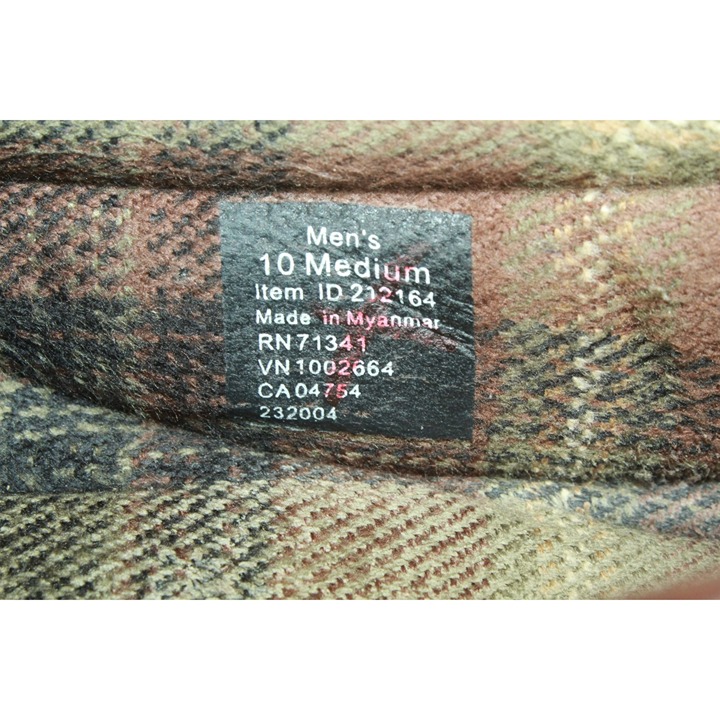 Men's
10 Medium
Item ID 212164
Made in Myanmar
RN 71341
VN 1002664
CA 04754
232004